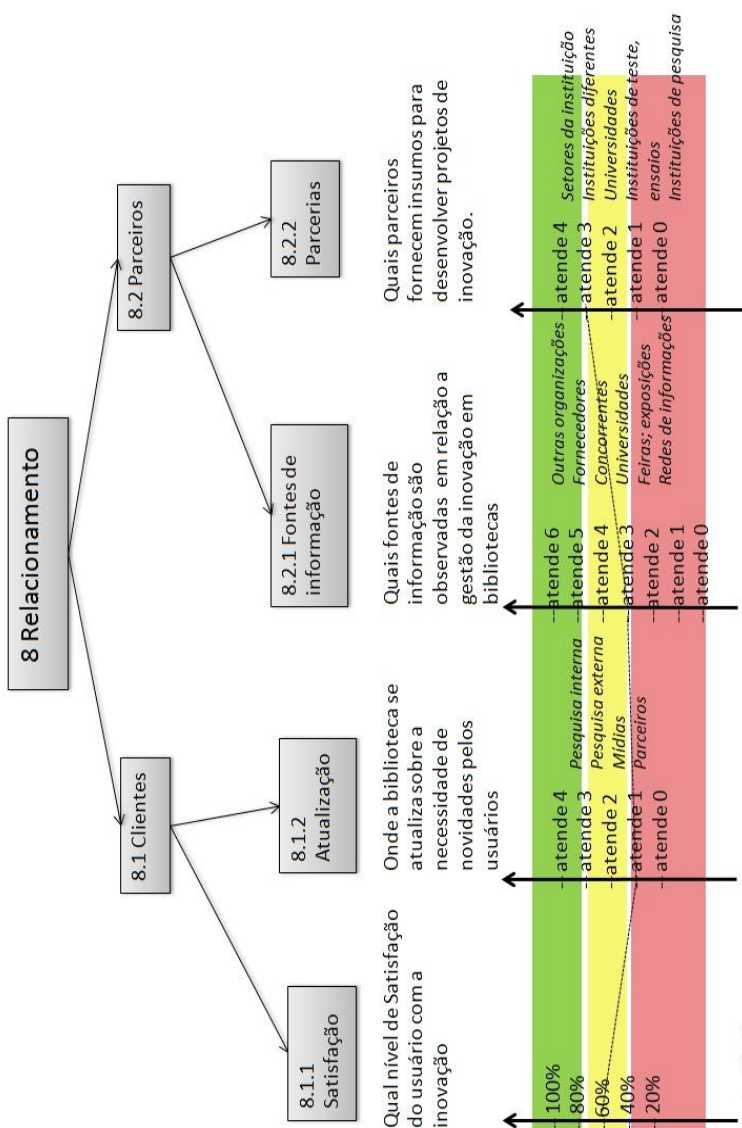 8 Relacionamento
8.1 Clientes
8.2 Parceiros
8.1.1
Satisfação
8.1.2
Atualização
8.2.1 Fontes de
informação
8.2.2
Parcerias
Qual nível de Satisfação
do usuário com a
inovação
Onde a biblioteca se
atualiza sobre a
necessidade de
novidades pelos
usuários
Quais fontes de
informação são
observadas em relação a
gestão da inovação em
bibliotecas
Quais parceiros
fornecem insumos para
desenvolver projetos de
inovação.
100%
80%
60%
40%
20%
atende 4
atende 3
atende 2
atende 1
atende 0
Pesquisa interna
Pesquisa externa
Mídias
Parceiros
atende 6
atende 5
atende 4
atende 3
atende 2
atende 1
atende 0
Outras organizações
Fornecedores
Concorrentes
Universidades
Feiras; exposições
Redes de informações
atende 4
atende 3
atende 2
atende 1
atende 0
Setores da instituição
Instituições diferentes
Universidades
Instituições de teste,
ensaios
Instituições de pesquisa